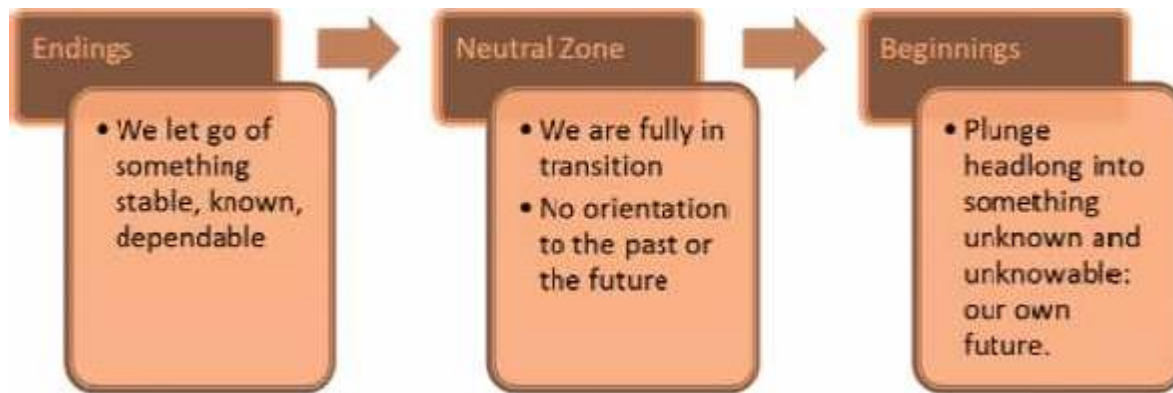 Endings
• We let go of
something
stable, known,
dependable
Neutral Zone
• We are fully in
transition
• No orientation
to the past or
the future
Beginnings
• Plunge
headlong into
something
unknown and
unknowable:
our own
future.